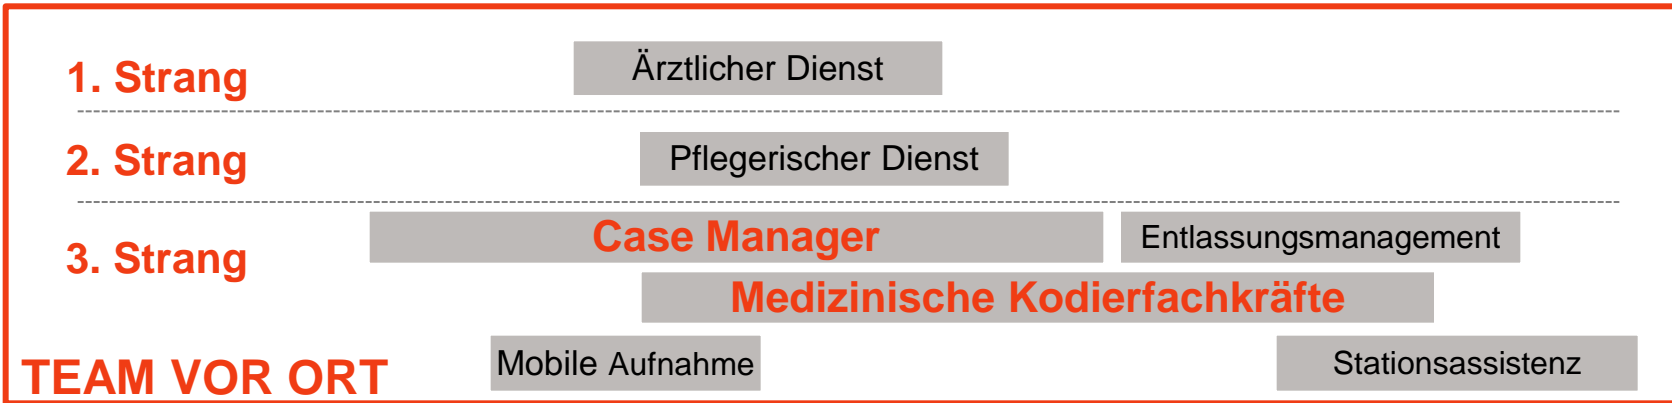 1. Strang
Ärztlicher Dienst
2. Strang
Pflegerischer Dienst
3. Strang
Case Manager
Entlassungsmanagement
Medizinische Kodierfachkräfte
TEAM VOR ORT
Mobile Aufnahme
Stationsassistenz